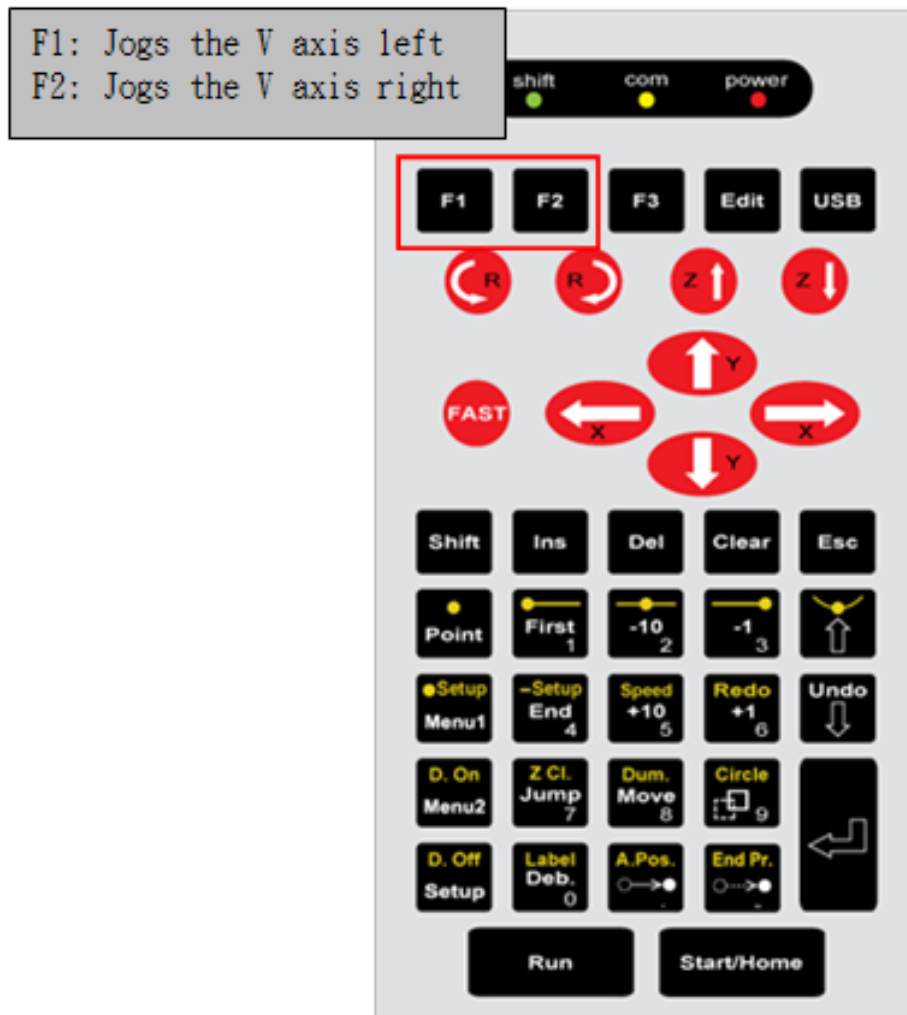 F1: Jogs the V axis left
F2: Jogs the V axis right
shift com power
F1 F2 F3 Edit USB
R R Z Z
Y
FAST X X
Y
Shift Ins Del Clear Esc
Point First 1 -10 2 -1 3
Setup -Setup Speed Redo Undo
Menu1 End 4 +10 5 +1 6
D. On Z Cl. Dum. Circle
Menu2 Jump 7 Move 8 9
D. Off Label A.Pos. End Pr.
Setup Deb. 0 . -
Run Start/Home